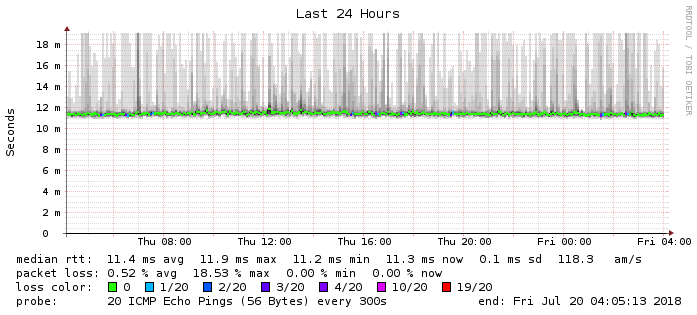 Last 24 Hours
RRDTOOL / TOBI OETIKER
Seconds
18 m
16 m
14 m
12 m
10 m
8 m
6 m
4 m
2 m
0
Thu 08:00 Thu 12:00 Thu 16:00 Thu 20:00 Fri 00:00 Fri 04:00
median rtt: 11.4 ms avg 11.9 ms max 11.2 ms min 11.3 ms now 0.1 ms sd 118.3 am/s
packet loss: 0.52 % avg 18.53 % max 0.00 % min 0.00 % now
loss color: 0 1/20 2/20 3/20 4/20 10/20 19/20
probe: 20 ICMP Echo Pings (56 Bytes) every 300s end: Fri Jul 20 04:05:13 2018